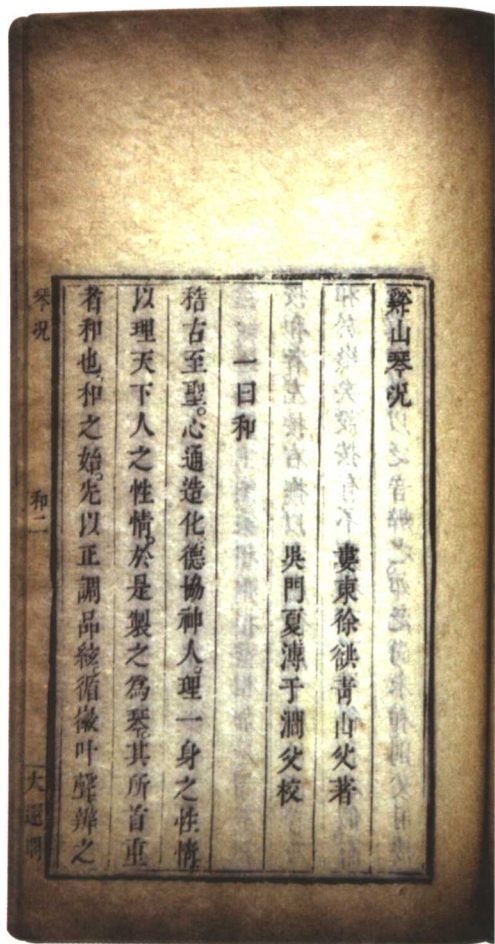 谿山琴況
婁東徐谼青山父著
吳門夏溥于澗父校
一曰和
稽古至聖。心通造化德協神人。理一身之性情
以理天下人之性情。於是製之為琴。其所首重
者和也、和之始。先以正調品絃循徽叶聲辨之
琴況
和二
大還閣